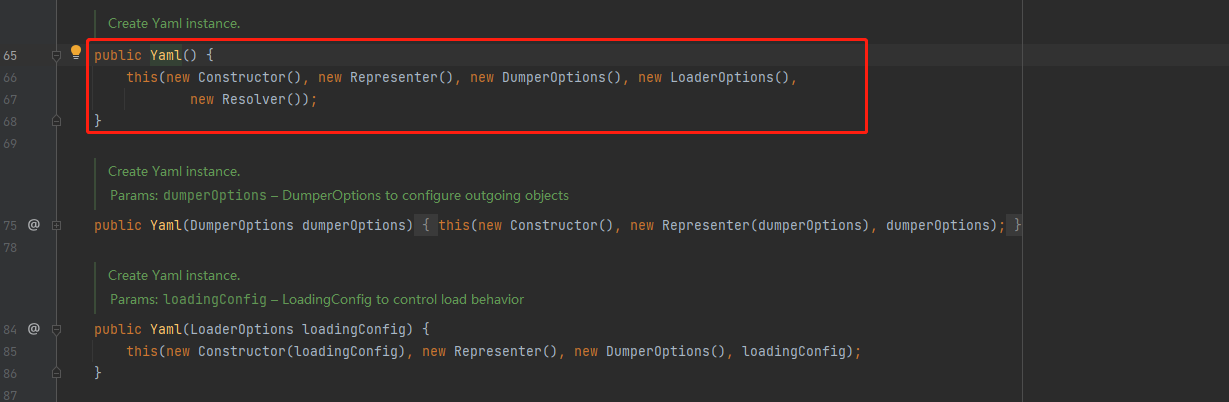 Create Yaml instance.
65 public Yaml() {
66 this(new Constructor(), new Representer(), new DumperOptions(), new LoaderOptions(),
67 new Resolver());
68 }
69
Create Yaml instance.
Params: dumperOptions – DumperOptions to configure outgoing objects
75 @ public Yaml(DumperOptions dumperOptions) { this(new Constructor(), new Representer(dumperOptions), dumperOptions); }
78
Create Yaml instance.
Params: loadingConfig – LoadingConfig to control load behavior
84 @ public Yaml(LoaderOptions loadingConfig) {
85 this(new Constructor(loadingConfig), new Representer(), new DumperOptions(), loadingConfig);
86 }
87